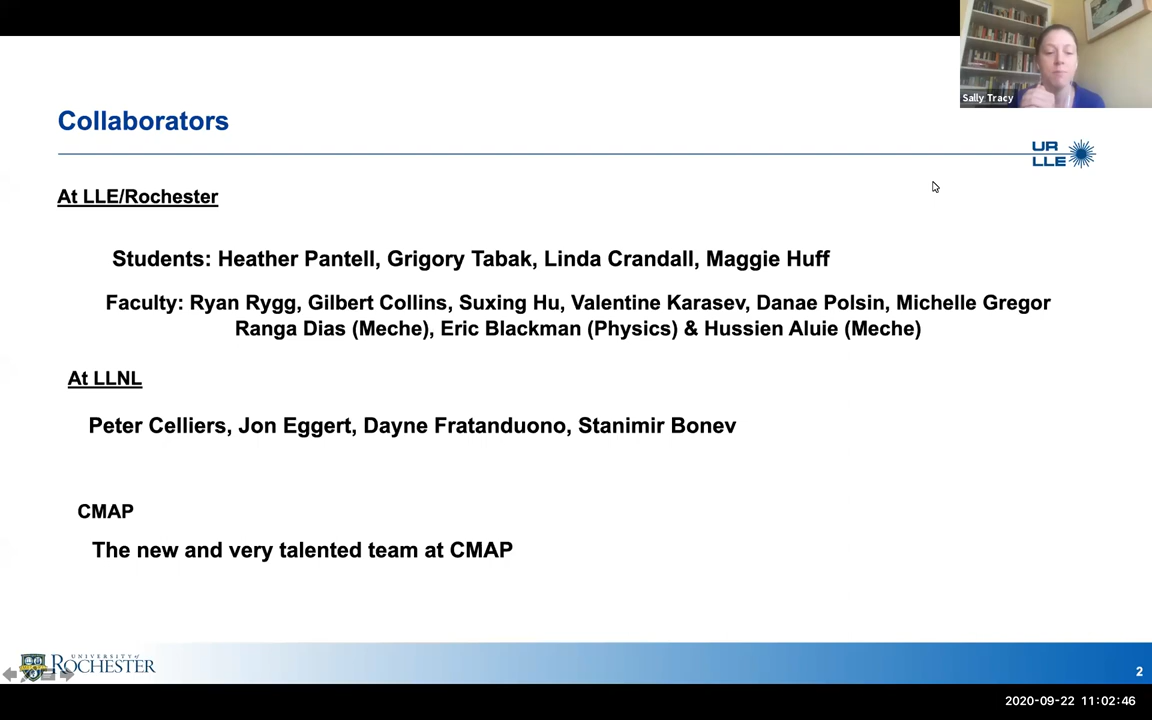 Sally Tracy
Collaborators
UR
LLE
At LLE/Rochester
Students: Heather Pantell, Grigory Tabak, Linda Crandall, Maggie Huff
Faculty: Ryan Rygg, Gilbert Collins, Suxing Hu, Valentine Karasev, Danae Polsin, Michelle Gregor
Ranga Dias (Meche), Eric Blackman (Physics) & Hussien Aluie (Meche)
At LLNL
Peter Celliers, Jon Eggert, Dayne Fratanduono, Stanimir Bonev
CMAP
The new and very talented team at CMAP
UNIVERSITY of
ROCHESTER
2
2020-09-22 11:02:46